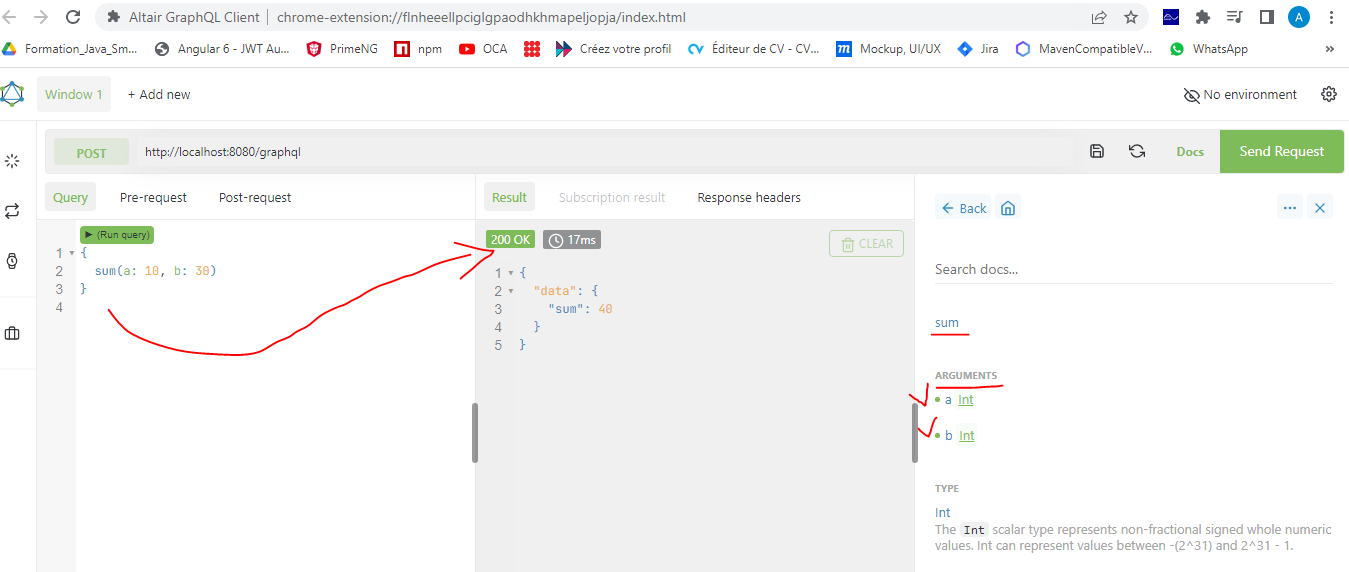 Altair GraphQL Client | chrome-extension://flnheeellpciglgpaodhkhmapeljopja/index.html
A
Formation_Java_Sm... Angular 6 - JWT Au... PrimeNG npm OCA Créez votre profil Éditeur de CV - CV... Mockup, UI/UX Jira MavenCompatibleV... WhatsApp »
Window 1 + Add new No environment
POST http://localhost:8080/graphql Docs Send Request
Query Pre-request Post-request
(Run query)
1 {
2 sum(a: 10, b: 30)
3 }
4
Result Subscription result Response headers
200 OK 17ms CLEAR
1 {
2 "data": {
3 "sum": 40
4 }
5 }
Back
Search docs...
sum
ARGUMENTS
a Int
b Int
TYPE
Int
The Int scalar type represents non-fractional signed whole numeric
values. Int can represent values between -(2^31) and 2^31 - 1.